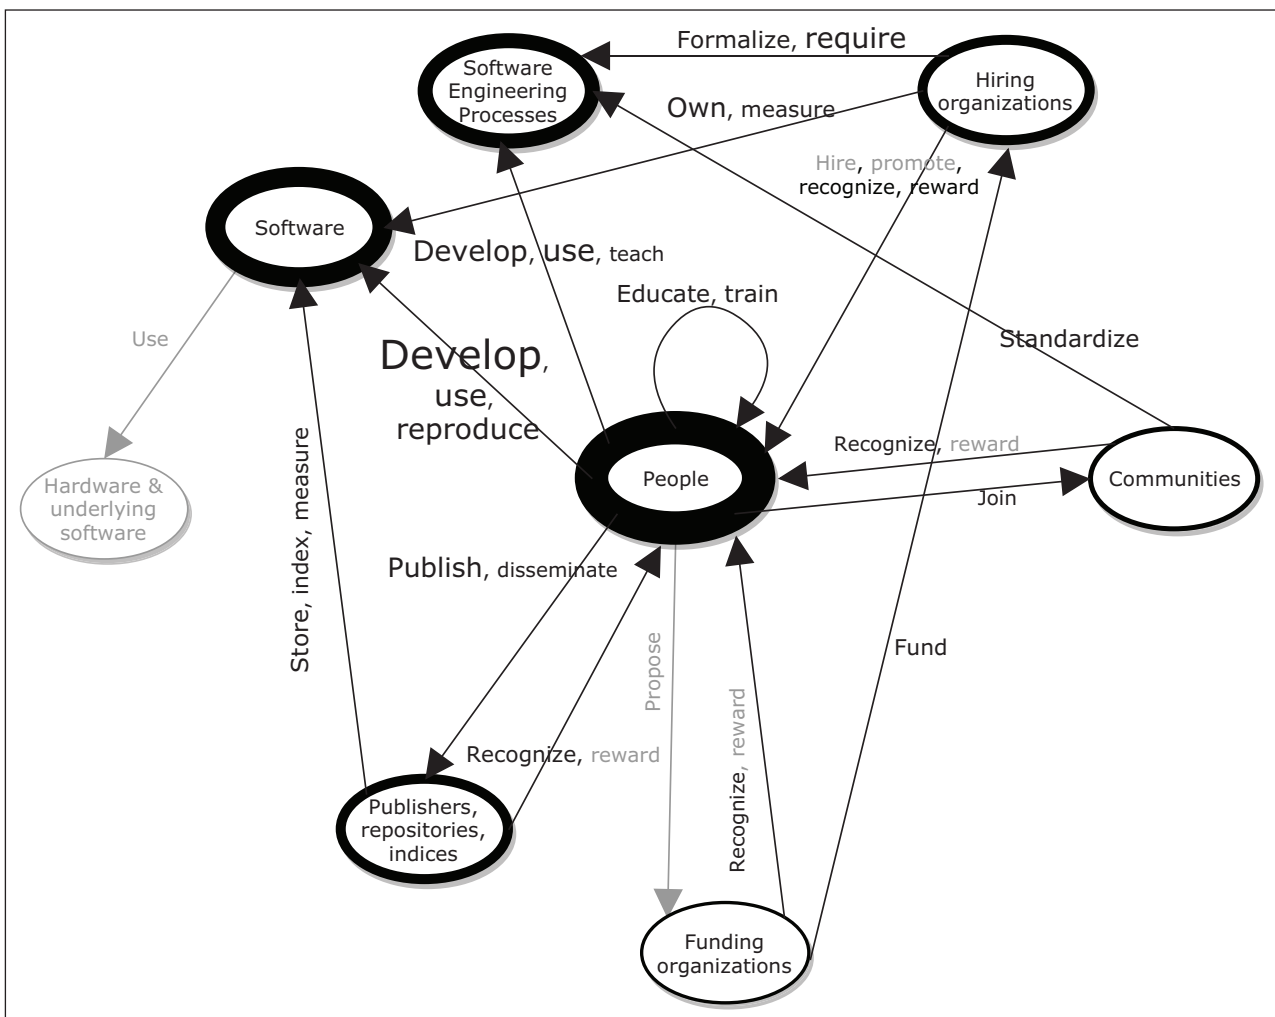 Formalize, require
Software
Engineering
Processes
Hiring
organizations
Own, measure
Hire, promote,
recognize, reward
Software
Develop, use, teach
Educate, train
Use
Standardize
Develop,
use,
reproduce
Store, index, measure
Recognize, reward
People
Communities
Hardware &
underlying
software
Join
Publish, disseminate
Propose
Fund
Recognize, reward
Recognize, reward
Publishers,
repositories,
indices
Funding
organizations